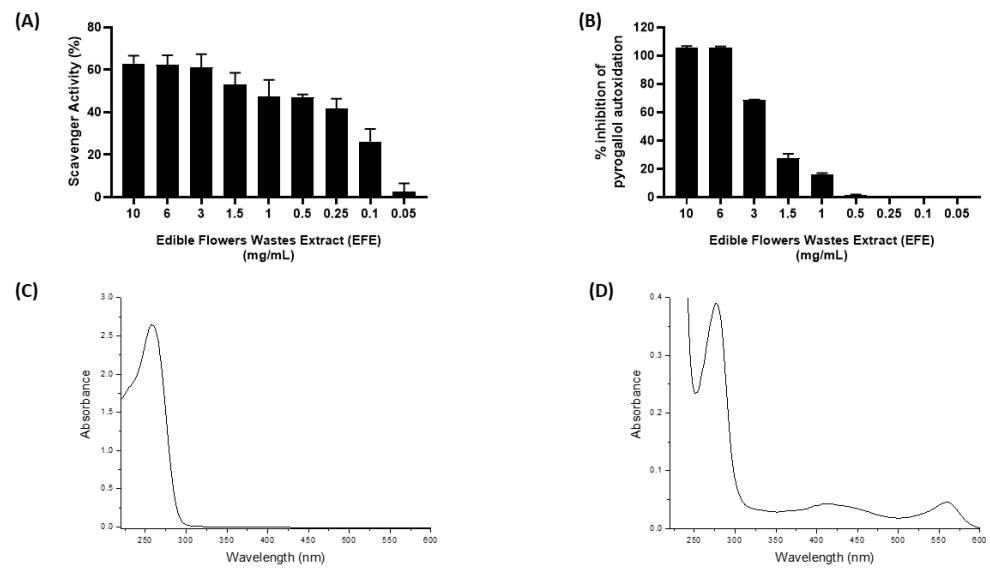 (A)
80
60
40
20
0
Scavenger Activity (%)
10 6 3 1.5 1 0.5 0.25 0.1 0.05
Edible Flowers Wastes Extract (EFE)
(mg/mL)
(B)
120
100
80
60
40
20
0
% inhibition of
pyrogallol autoxidation
10 6 3 1.5 1 0.5 0.25 0.1 0.05
Edible Flowers Wastes Extract (EFE)
(mg/mL)
(C)
3.0
2.5
2.0
1.5
1.0
0.5
0.0
Absorbance
250 300 350 400 450 500 550 600
Wavelength (nm)
(D)
0.4
0.3
0.2
0.1
0.0
Absorbance
250 300 350 400 450 500 550 600
Wavelength (nm)